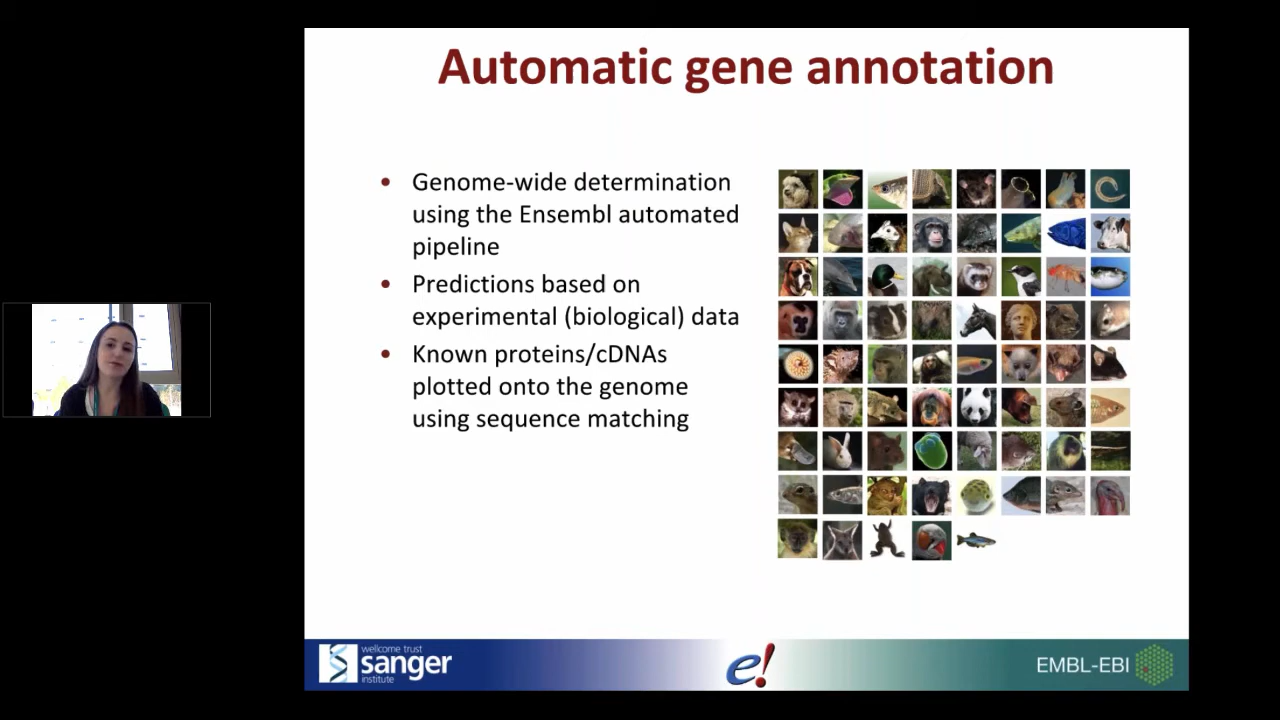 Automatic gene annotation
• Genome-wide determination
using the Ensembl automated
pipeline
• Predictions based on
experimental (biological) data
• Known proteins/cDNAs
plotted onto the genome
using sequence matching
wellcome trust
sanger
institute
e!
EMBL-EBI